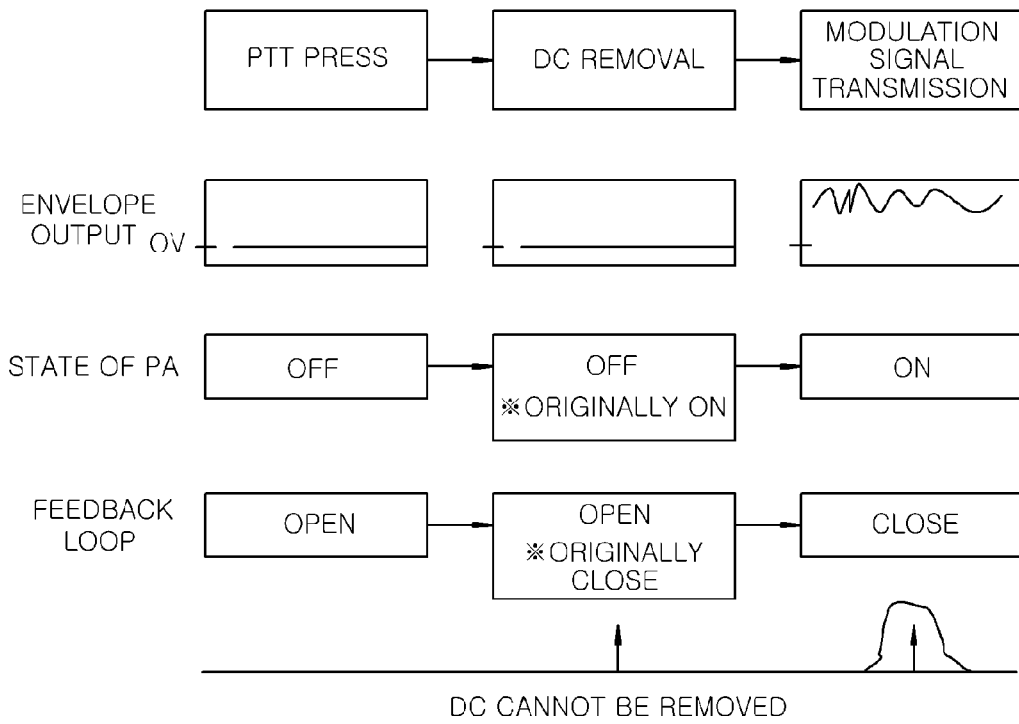 PTT PRESS
DC REMOVAL
MODULATION
SIGNAL
TRANSMISSION
ENVELOPE
OUTPUT
OV
STATE OF PA
OFF
OFF
※ORIGINALLY ON
ON
FEEDBACK
LOOP
OPEN
OPEN
※ORIGINALLY
CLOSE
CLOSE
DC CANNOT BE REMOVED